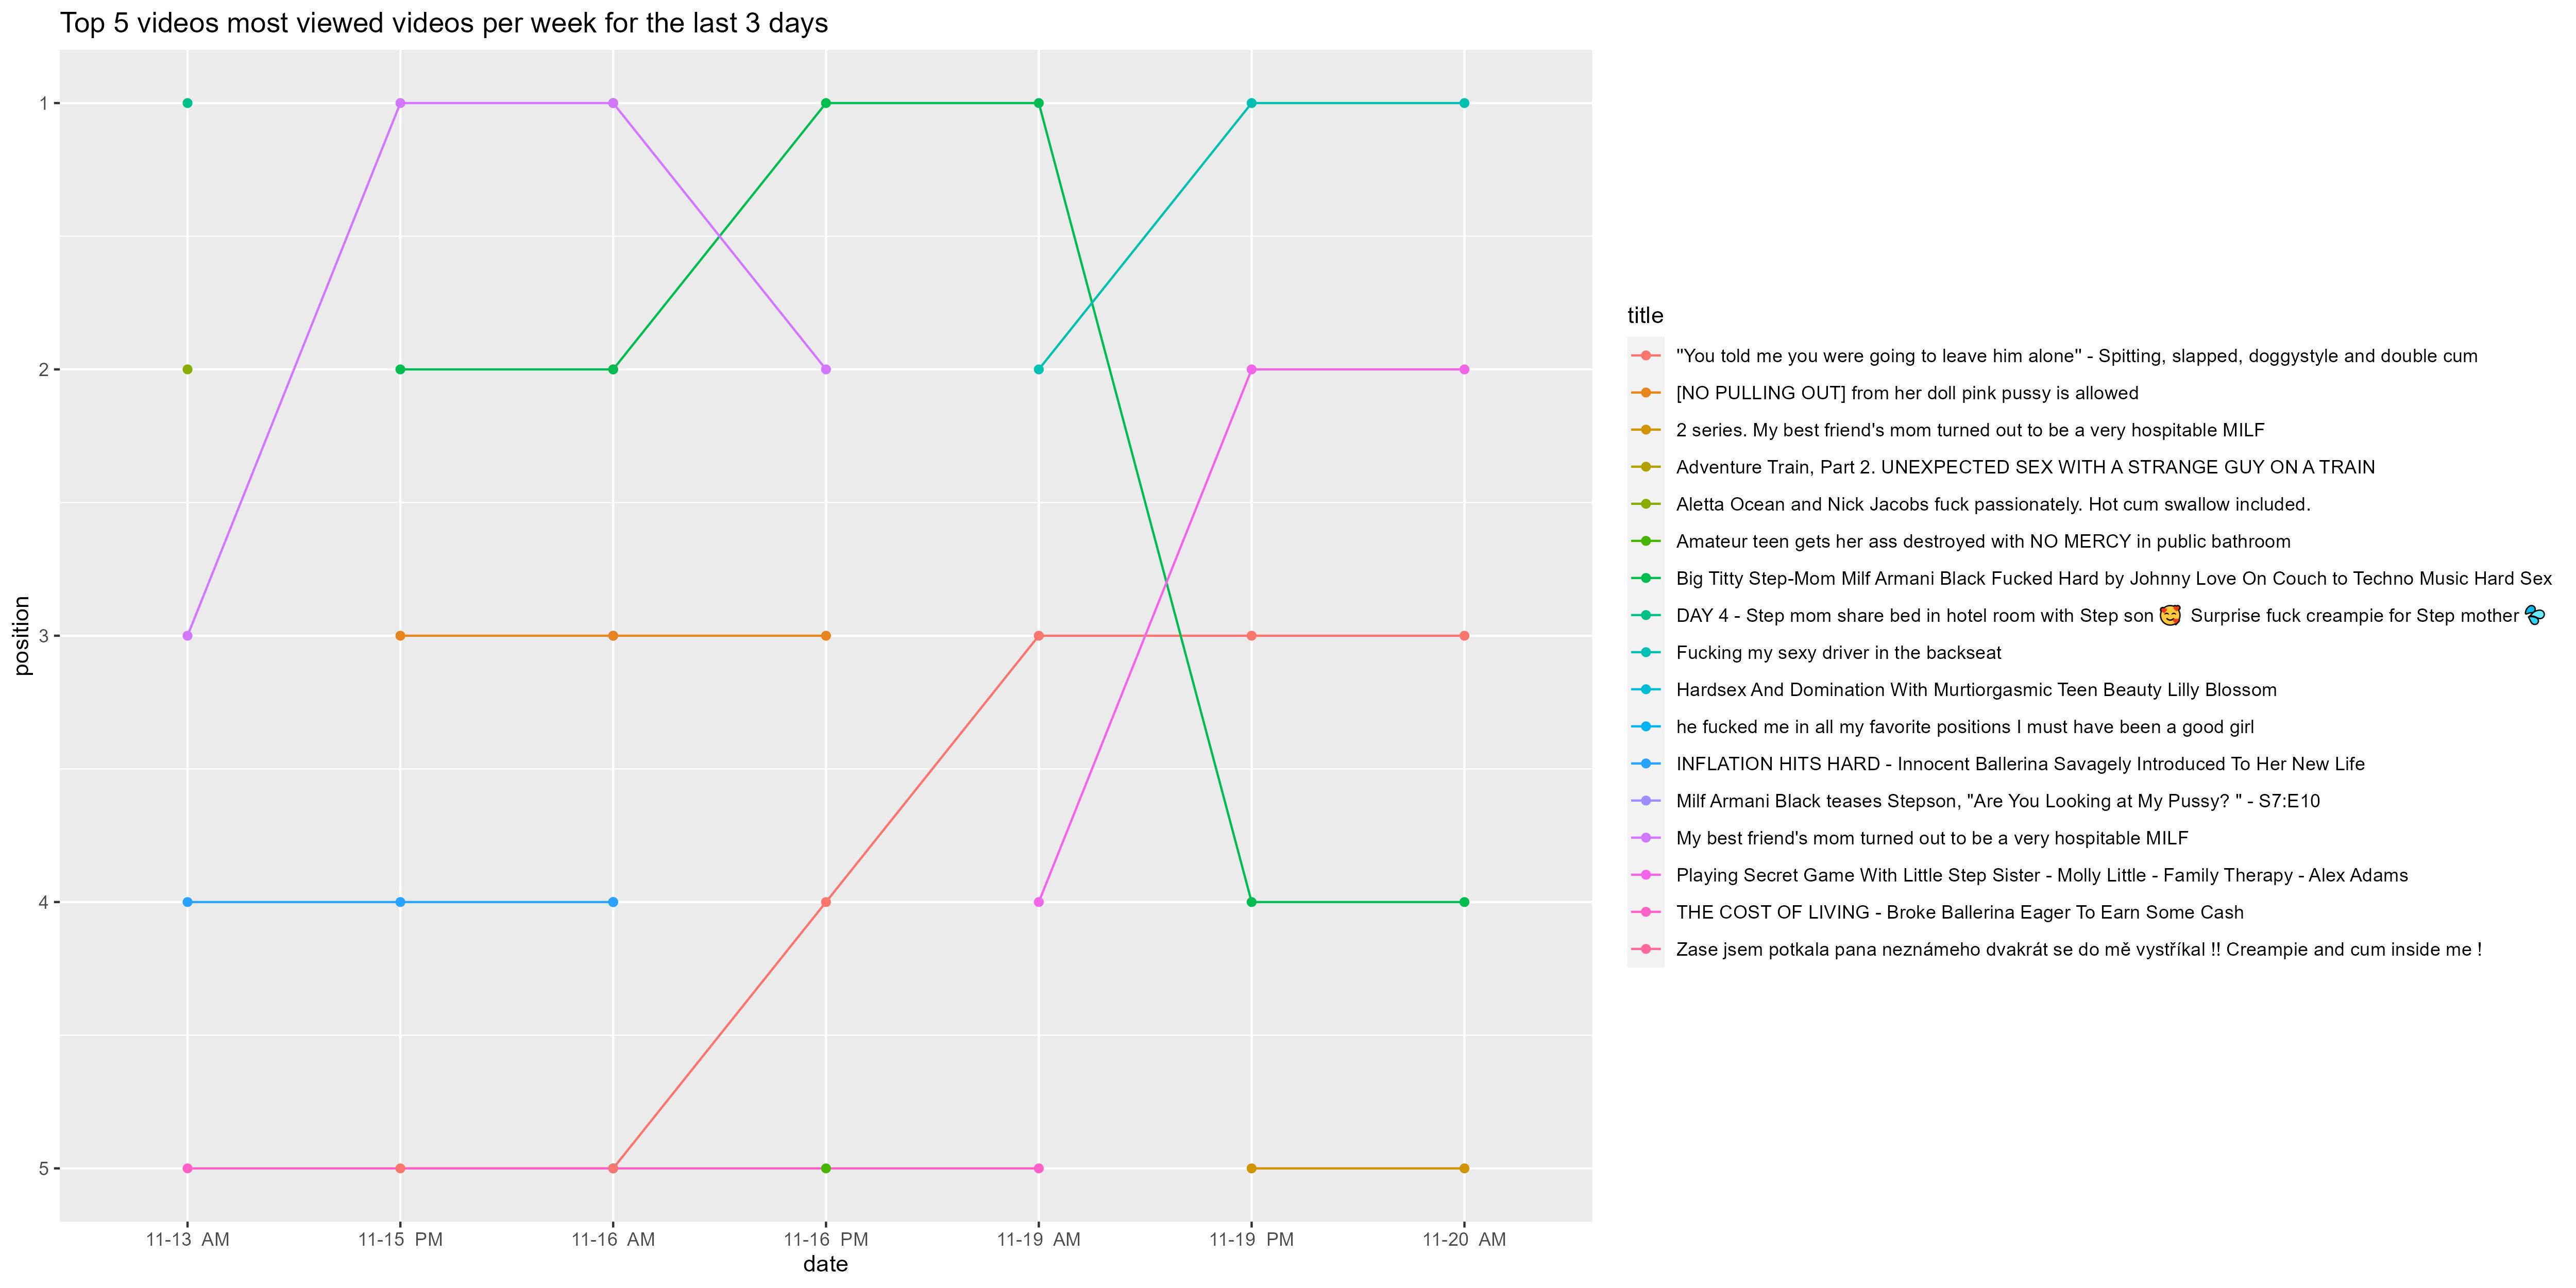 Top 5 videos most viewed videos per week for the last 3 days
1
2
3
4
5
position
11-13 AM
11-15 PM
11-16 AM
11-16 PM
11-19 AM
11-19 PM
11-20 AM
date
title
"You told me you were going to leave him alone" - Spitting, slapped, doggystyle and double cum
[NO PULLING OUT] from her doll pink pussy is allowed
2 series. My best friend's mom turned out to be a very hospitable MILF
Adventure Train, Part 2. UNEXPECTED SEX WITH A STRANGE GUY ON A TRAIN
Aletta Ocean and Nick Jacobs fuck passionately. Hot cum swallow included.
Amateur teen gets her ass destroyed with NO MERCY in public bathroom
Big Titty Step-Mom Milf Armani Black Fucked Hard by Johnny Love On Couch to Techno Music Hard Sex
DAY 4 - Step mom share bed in hotel room with Step son 🥰 Surprise fuck creampie for Step mother 💦
Fucking my sexy driver in the backseat
Hardsex And Domination With Murtiorgasmic Teen Beauty Lilly Blossom
he fucked me in all my favorite positions I must have been a good girl
INFLATION HITS HARD - Innocent Ballerina Savagely Introduced To Her New Life
Milf Armani Black teases Stepson, "Are You Looking at My Pussy? " - S7:E10
My best friend's mom turned out to be a very hospitable MILF
Playing Secret Game With Little Step Sister - Molly Little - Family Therapy - Alex Adams
THE COST OF LIVING - Broke Ballerina Eager To Earn Some Cash
Zase jsem potkala pana neznámeho dvakrát se do mě vystříkal !! Creampie and cum inside me !